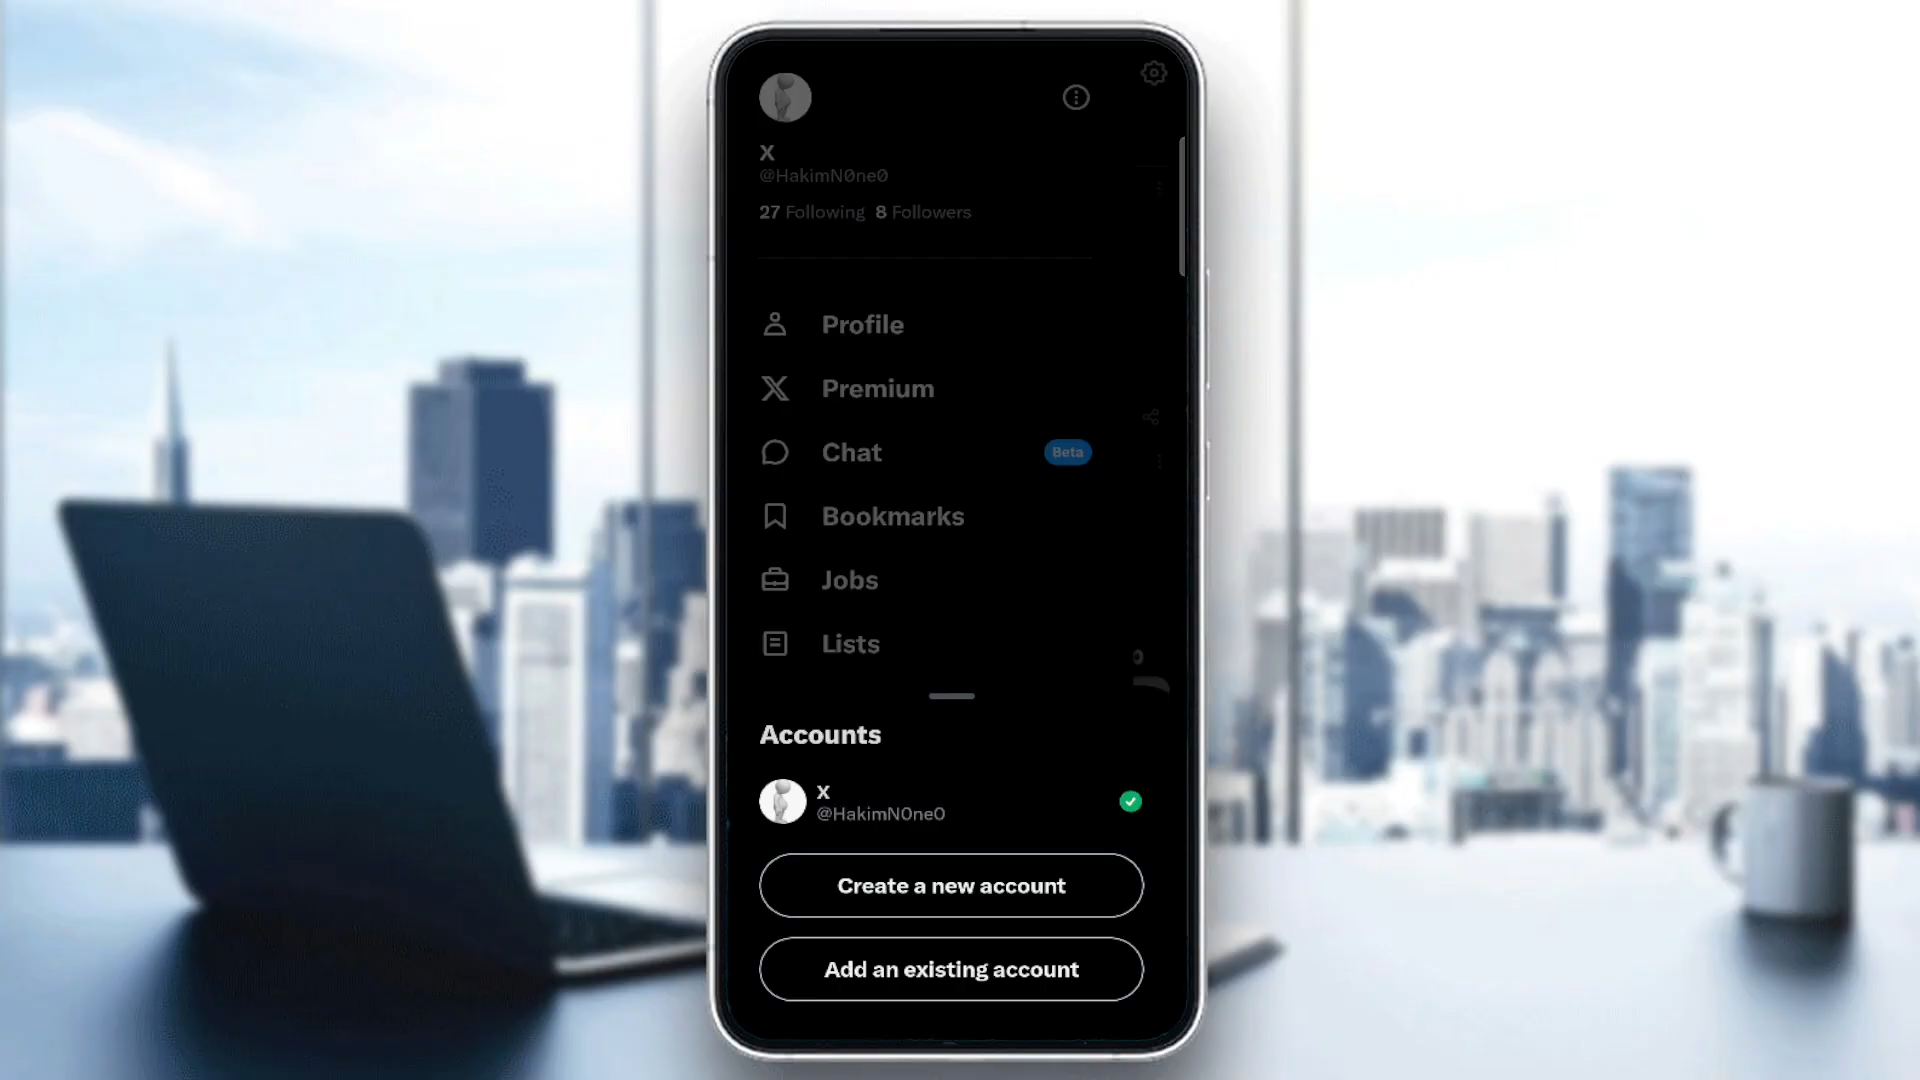 X
@HakimN0ne0
27 Following 8 Followers
Profile
Premium
Chat Beta
Bookmarks
Jobs
Lists
Accounts
X
@HakimN0ne0
Create a new account
Add an existing account